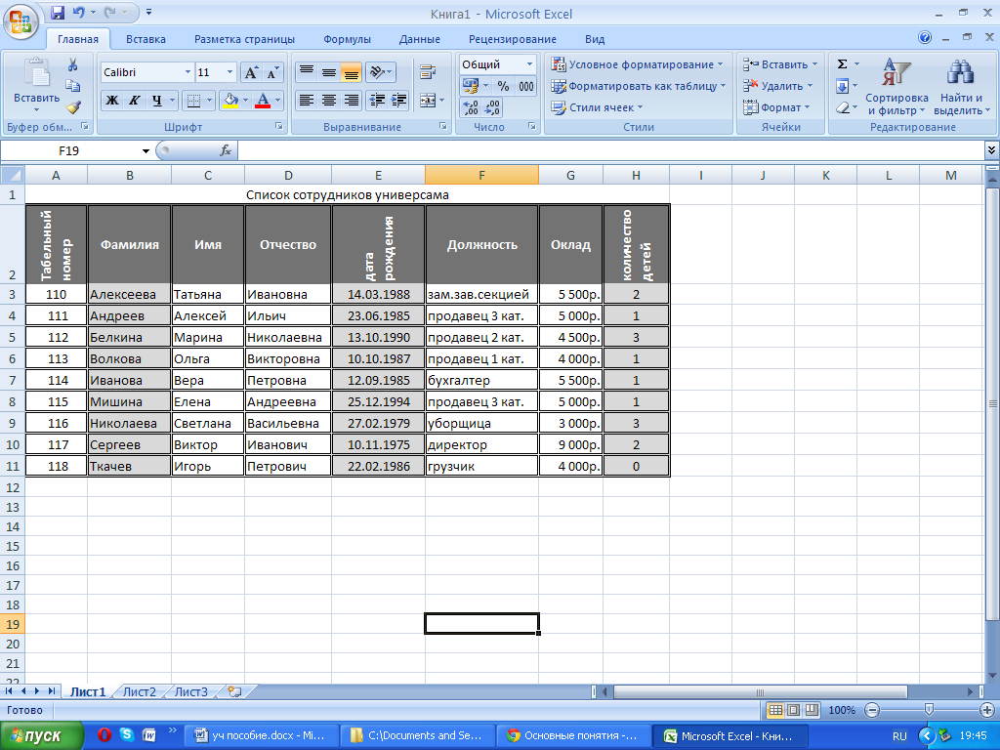 Книга1 - Microsoft Excel
Главная Вставка Разметка страницы Формулы Данные Рецензирование Вид
Вставить
Calibri 11
Ж К Ч
Общий
% 000
Условное форматирование
Форматировать как таблицу
Стили ячеек
Вставить
Удалить
Формат
Σ
Сортировка и фильтр
Найти и выделить
Буфер обм... Шрифт Выравнивание Число Стили Ячейки Редактирование
F19 fx
A B C D E F G H I J K L M
1 Список сотрудников универсама
2 Табельный номер Фамилия Имя Отчество дата рождения Должность Оклад количество детей
3 110 Алексеева Татьяна Ивановна 14.03.1988 зам.зав.секцией 5 500р. 2
4 111 Андреев Алексей Ильич 23.06.1985 продавец 3 кат. 5 000р. 1
5 112 Белкина Марина Николаевна 13.10.1990 продавец 2 кат. 4 500р. 3
6 113 Волкова Ольга Викторовна 10.10.1987 продавец 1 кат. 4 000р. 1
7 114 Иванова Вера Петровна 12.09.1985 бухгалтер 5 500р. 1
8 115 Мишина Елена Андреевна 25.12.1994 продавец 3 кат. 5 000р. 1
9 116 Николаева Светлана Васильевна 27.02.1979 уборщица 3 000р. 3
10 117 Сергеев Виктор Иванович 10.11.1975 директор 9 000р. 2
11 118 Ткачев Игорь Петрович 22.02.1986 грузчик 4 000р. 0
12
13
14
15
16
17
18
19
20
21
22
Лист1 Лист2 Лист3
Готово 100%
пуск уч пособие.docx - Mi... C:\Documents and Se... Основные понятия -... Microsoft Excel - Кни... RU 19:45